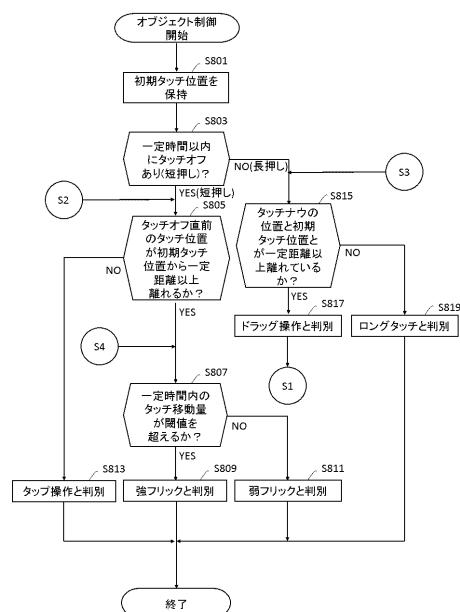 オブジェクト制御
開始
S801
初期タッチ位置を
保持
S803
一定時間以内
にタッチオフ
あり(短押し)?
NO(長押し)
S3
YES(短押し)
S2
S805
タッチオフ直前
のタッチ位置
が初期タッチ
位置から一定
距離以上
離れるか?
NO
YES
S815
タッチナウの
位置と初期
タッチ位置と
が一定距離以
上離れている
か?
NO
YES
S817
ドラッグ操作と判別
S819
ロングタッチと判別
S1
S4
S807
一定時間内の
タッチ移動量
が閾値を
超えるか?
NO
YES
S813
タップ操作と判別
S809
強フリックと判別
S811
弱フリックと判別
終了